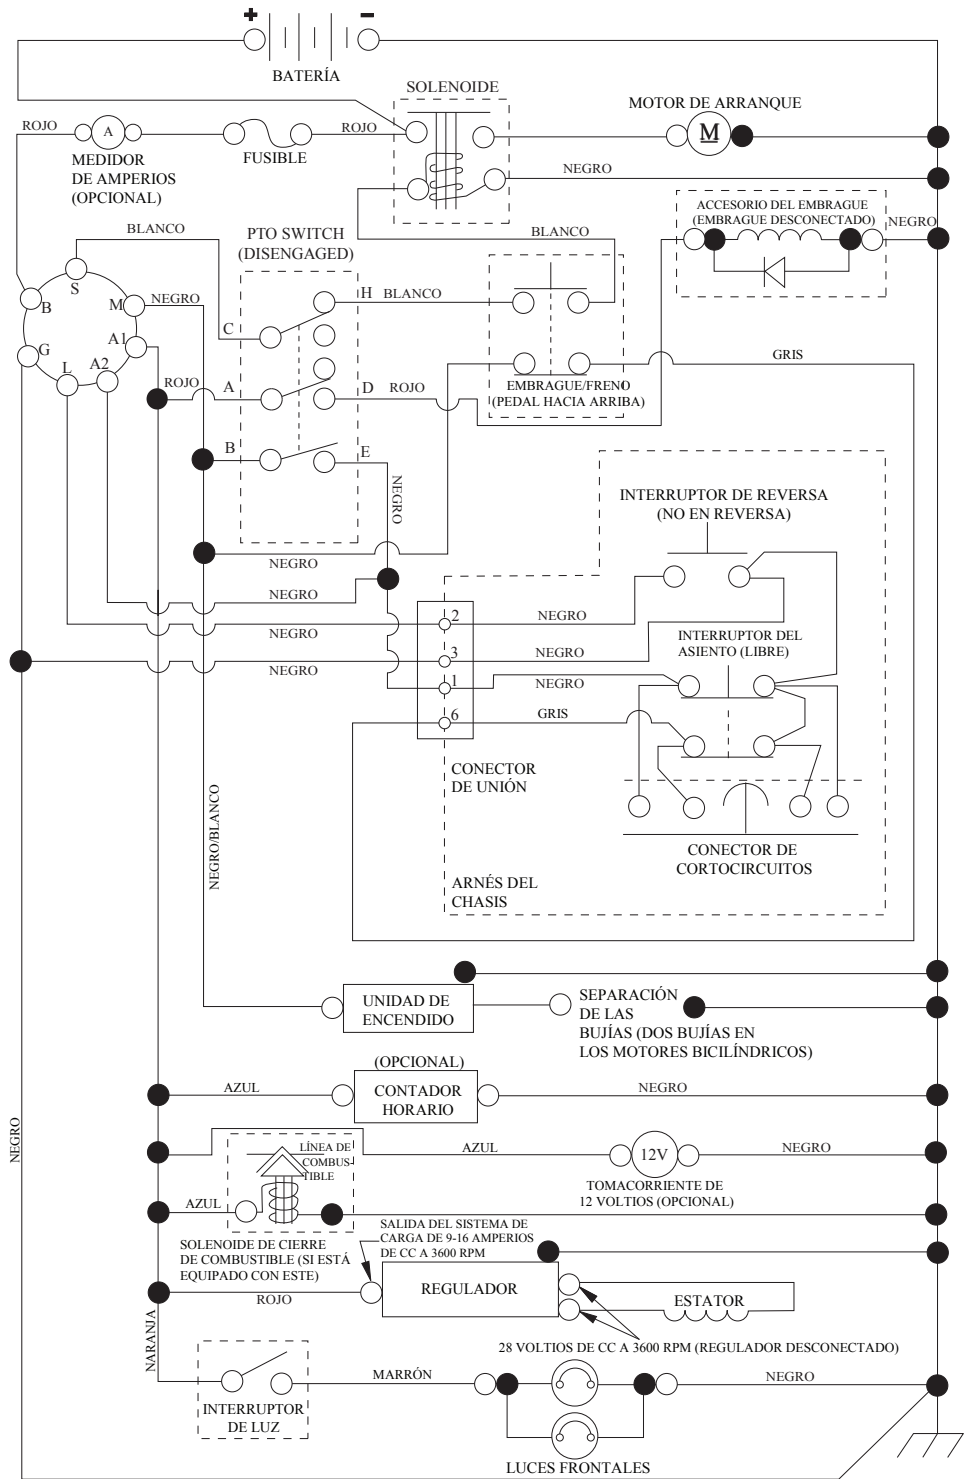 + −
BATERÍA
SOLENOIDE
MOTOR DE ARRANQUE
ROJO
A
ROJO
M
MEDIDOR
DE AMPERIOS
(OPCIONAL)
FUSIBLE
NEGRO
ACCESORIO DEL EMBRAGUE
(EMBRAGUE DESCONECTADO)
NEGRO
BLANCO
PTO SWITCH
(DISENGAGED)
BLANCO
S
B
M
NEGRO
H
BLANCO
C
G
A1
L
A2
GRIS
ROJO
A
D
ROJO
EMBRAGUE/FRENO
(PEDAL HACIA ARRIBA)
B
E
NEGRO
INTERRUPTOR DE REVERSA
(NO EN REVERSA)
NEGRO
NEGRO
NEGRO
2
NEGRO
INTERRUPTOR DEL
ASIENTO (LIBRE)
NEGRO
3
NEGRO
1
NEGRO
6
GRIS
CONECTOR
DE UNIÓN
NEGRO/BLANCO
CONECTOR DE
CORTOCIRCUITOS
ARNÉS DEL
CHASIS
UNIDAD DE
ENCENDIDO
SEPARACIÓN
DE LAS
BUJÍAS (DOS BUJÍAS EN
LOS MOTORES BICILÍNDRICOS)
(OPCIONAL)
AZUL
CONTADOR
HORARIO
NEGRO
NEGRO
LÍNEA DE
COMBUS-
TIBLE
AZUL
12V
NEGRO
TOMACORRIENTE DE
12 VOLTIOS (OPCIONAL)
AZUL
SOLENOIDE DE CIERRE
DE COMBUSTIBLE (SI ESTÁ
EQUIPADO CON ESTE)
SALIDA DEL SISTEMA DE
CARGA DE 9-16 AMPERIOS
DE CC A 3600 RPM
ROJO
REGULADOR
ESTATOR
28 VOLTIOS DE CC A 3600 RPM (REGULADOR DESCONECTADO)
NARANJA
MARRÓN
NEGRO
INTERRUPTOR
DE LUZ
LUCES FRONTALES